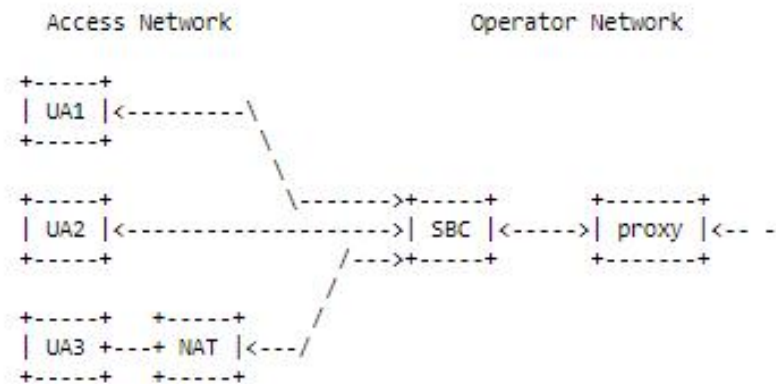 Access Network Operator Network
UA1
UA2 SBC proxy
UA3 NAT